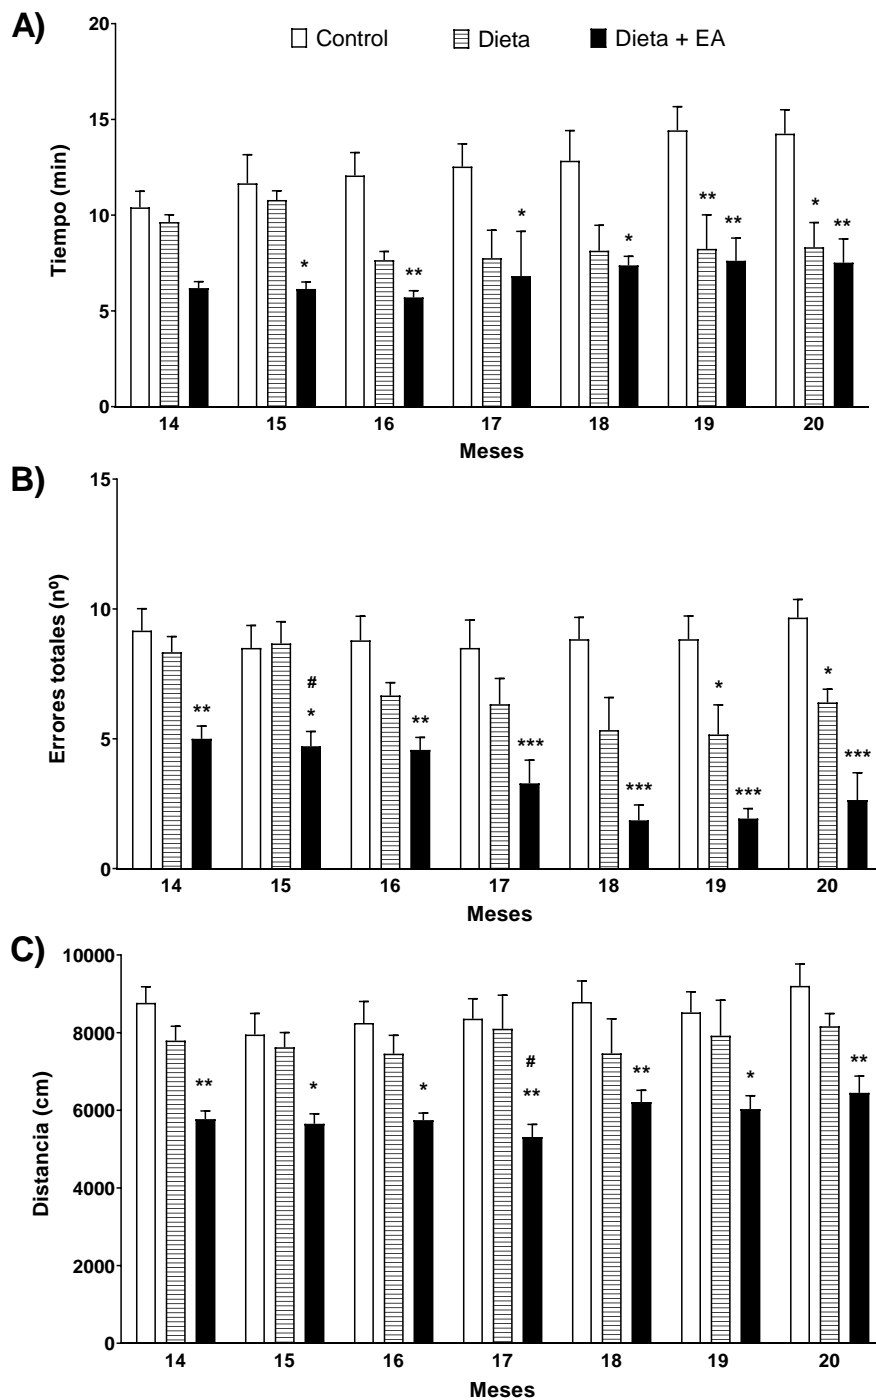 A)
Control Dieta Dieta + EA
Tiempo (min)
20
15
10
5
0
* ** * * ** ** * **
14 15 16 17 18 19 20
Meses
B)
Errores totales (nº)
15
10
5
0
** # * ** *** *** * *** * ***
14 15 16 17 18 19 20
Meses
C)
Distancia (cm)
10000
8000
6000
4000
2000
0
** * * # ** ** * **
14 15 16 17 18 19 20
Meses